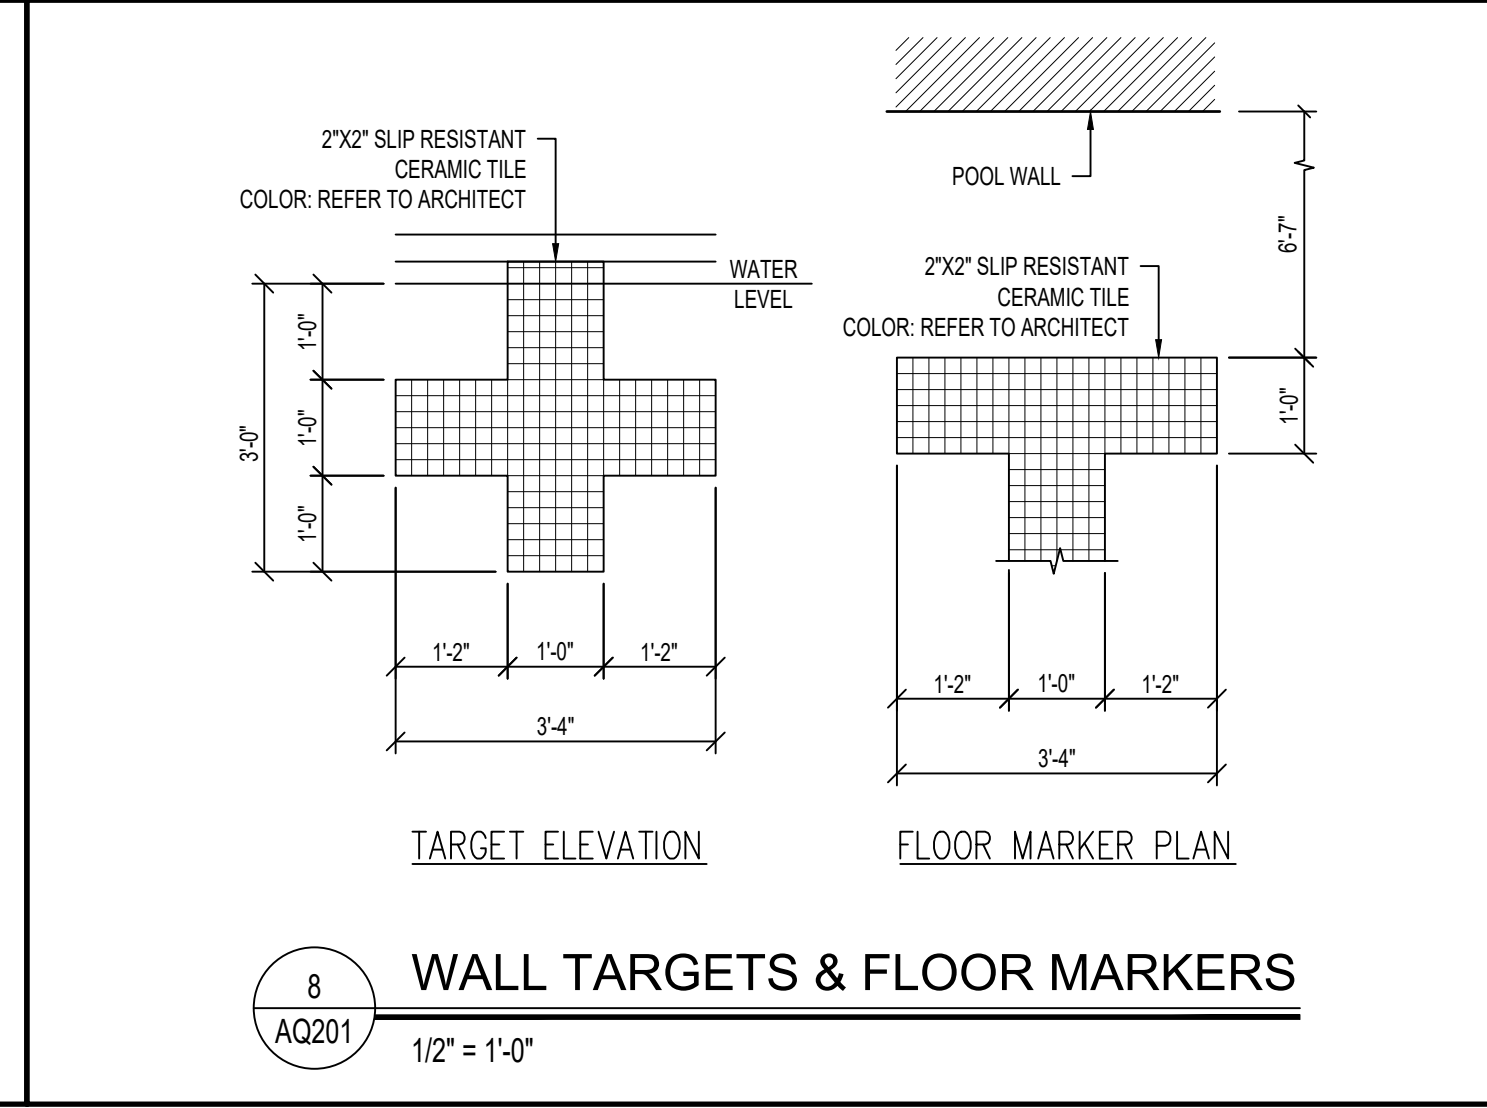 2"X2" SLIP RESISTANT
CERAMIC TILE
COLOR: REFER TO ARCHITECT
WATER
LEVEL
1'-0"
1'-0"
1'-0"
3'-0"
1'-2"
1'-0"
1'-2"
3'-4"
TARGET ELEVATION
POOL WALL
6'-7"
2"X2" SLIP RESISTANT
CERAMIC TILE
COLOR: REFER TO ARCHITECT
1'-0"
1'-2"
1'-0"
1'-2"
3'-4"
FLOOR MARKER PLAN
8
AQ201
WALL TARGETS & FLOOR MARKERS
1/2" = 1'-0"